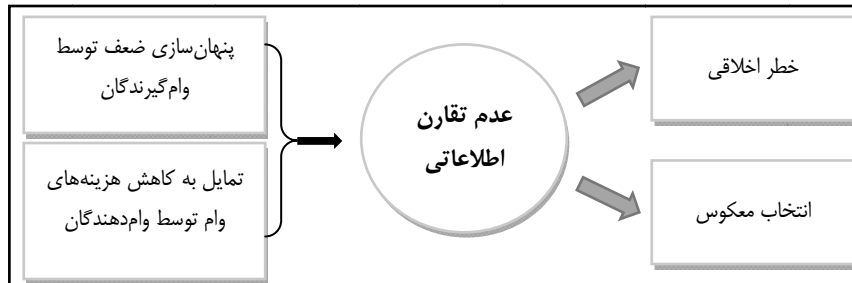 پنهان‌سازی ضعف توسط
وام‌گیرندگان
تمایل به کاهش هزینه‌های
وام توسط وام‌دهندگان
عدم تقارن
اطلاعاتی
خطر اخلاقی
انتخاب معکوس